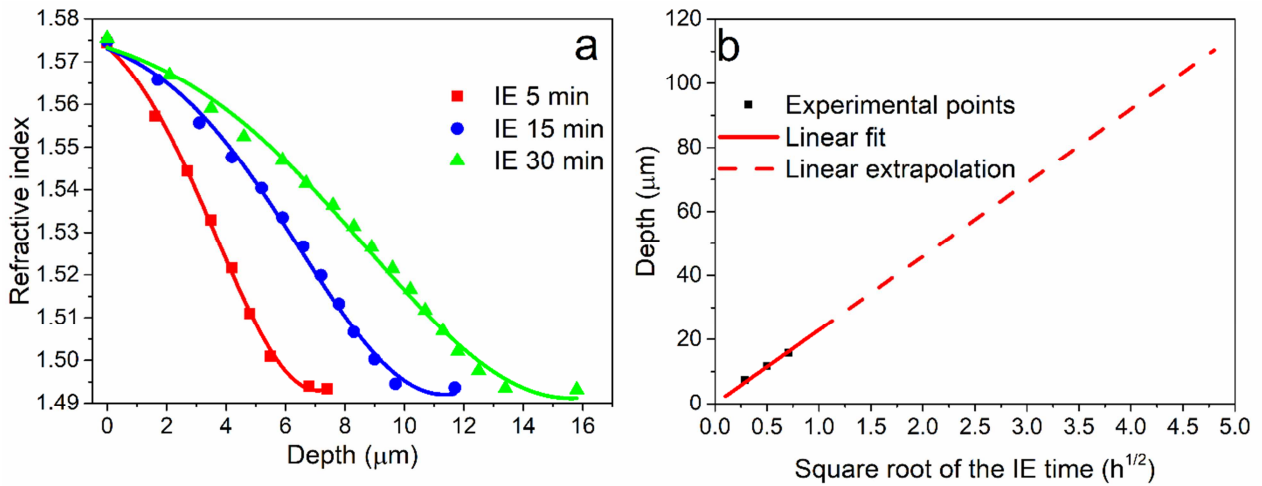 a
1.58
1.57
1.56
1.55
1.54
1.53
1.52
1.51
1.50
1.49
Refractive index
IE 5 min
IE 15 min
IE 30 min
0 2 4 6 8 10 12 14 16
Depth (μm)
b
120
100
80
60
40
20
0
Depth (μm)
Experimental points
Linear fit
Linear extrapolation
0.0 0.5 1.0 1.5 2.0 2.5 3.0 3.5 4.0 4.5 5.0
Square root of the IE time (h^1/2)